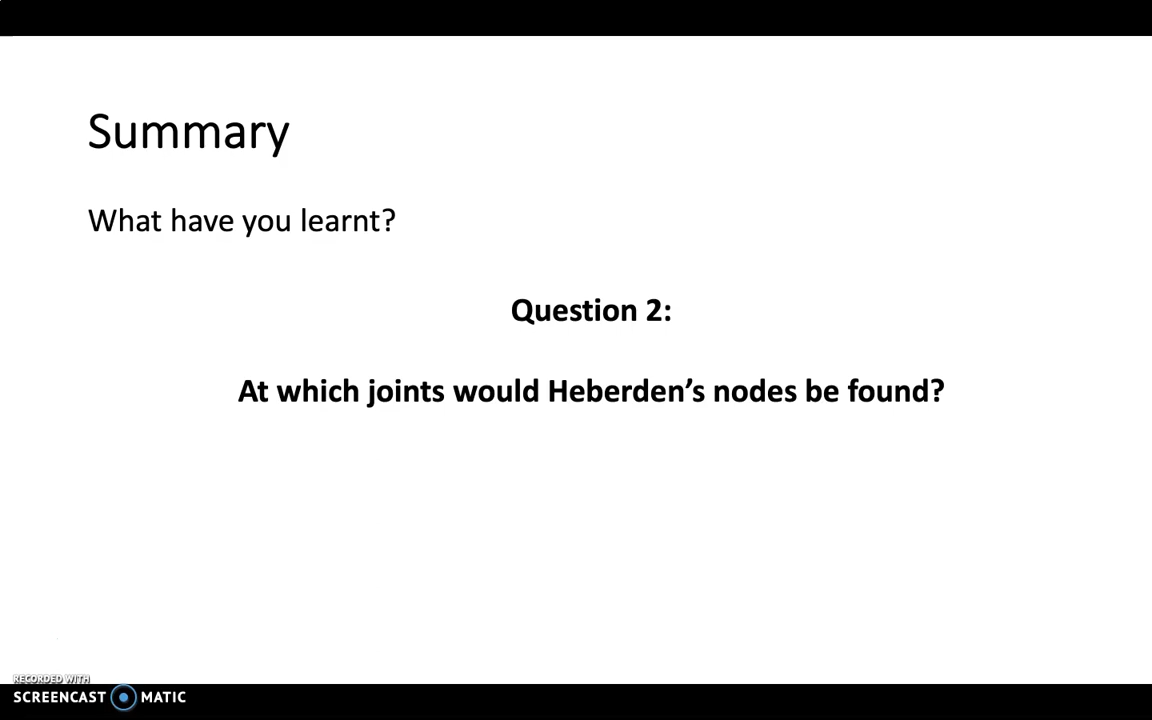 Summary
What have you learnt?
Question 2:
At which joints would Heberden’s nodes be found?
RECORDED WITH
SCREENCAST MATIC